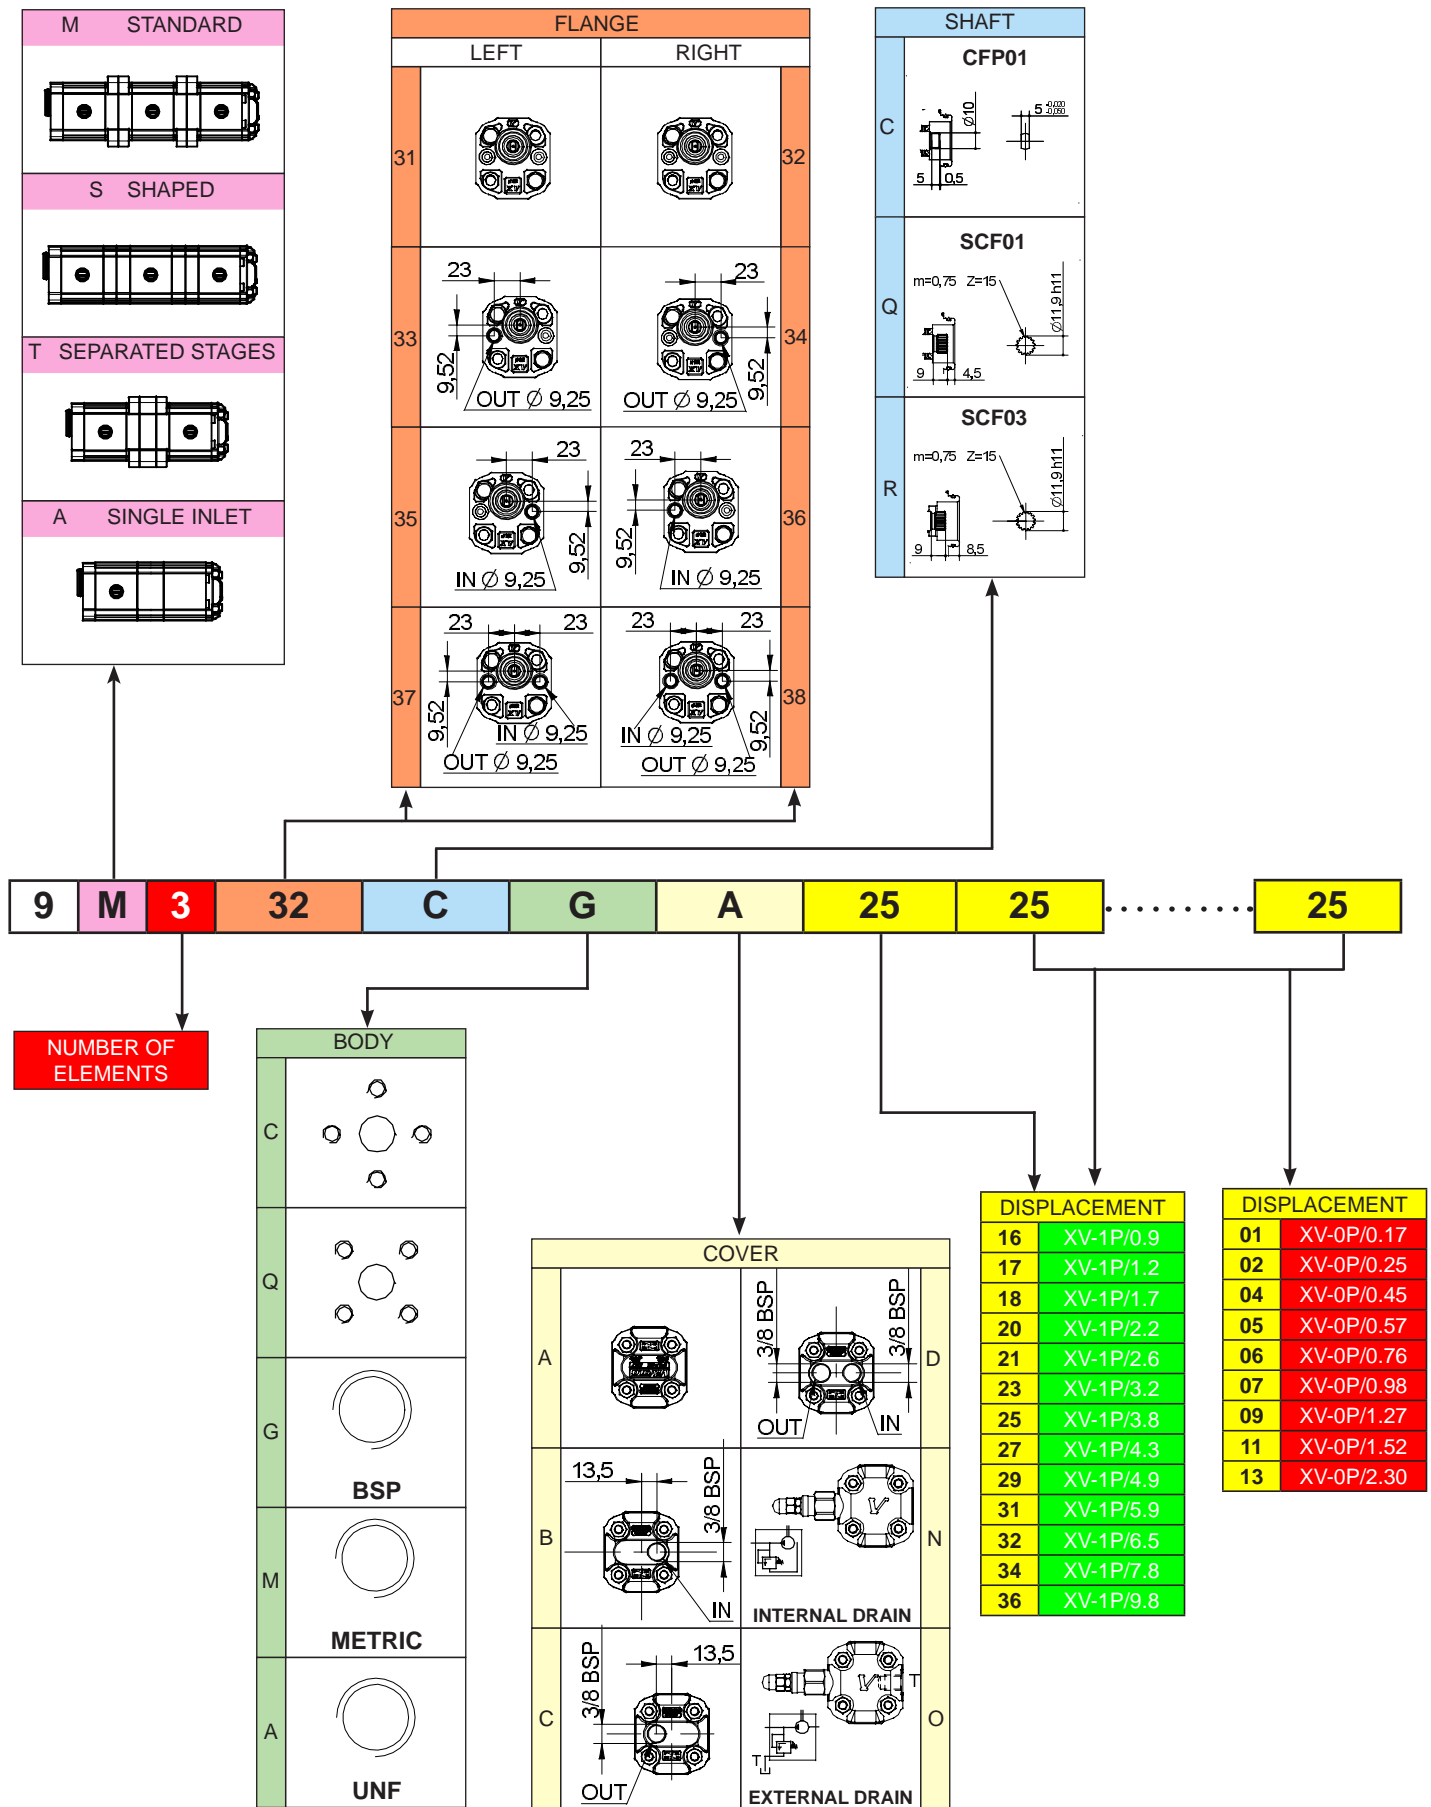 M STANDARD
S SHAPED
T SEPARATED STAGES
A SINGLE INLET
FLANGE
LEFT RIGHT
31 32
33 34
23 23
9,52 9,52
OUT Ø 9,25 OUT Ø 9,25
35 36
23 23
9,52 9,52
IN Ø 9,25 IN Ø 9,25
37 38
23 23 23 23
9,52 9,52
IN Ø 9,25 IN Ø 9,25
OUT Ø 9,25 OUT Ø 9,25
SHAFT
CFP01
C
Ø10
5 -0,020
-0,050
5 0,5
SCF01
Q
m=0,75 Z=15
Ø11,9 h11
9 4,5
SCF03
R
m=0,75 Z=15
Ø11,9 h11
9 8,5
9 M 3 32 C G A 25 25 ......... 25
NUMBER OF
ELEMENTS
BODY
C
Q
G
BSP
M
METRIC
A
UNF
COVER
A D
3/8 BSP 3/8 BSP
OUT IN
B N
13,5
3/8 BSP
IN
INTERNAL DRAIN
C O
13,5
3/8 BSP
OUT
T
T
EXTERNAL DRAIN
DISPLACEMENT
16 XV-1P/0.9
17 XV-1P/1.2
18 XV-1P/1.7
20 XV-1P/2.2
21 XV-1P/2.6
23 XV-1P/3.2
25 XV-1P/3.8
27 XV-1P/4.3
29 XV-1P/4.9
31 XV-1P/5.9
32 XV-1P/6.5
34 XV-1P/7.8
36 XV-1P/9.8
DISPLACEMENT
01 XV-0P/0.17
02 XV-0P/0.25
04 XV-0P/0.45
05 XV-0P/0.57
06 XV-0P/0.76
07 XV-0P/0.98
09 XV-0P/1.27
11 XV-0P/1.52
13 XV-0P/2.30